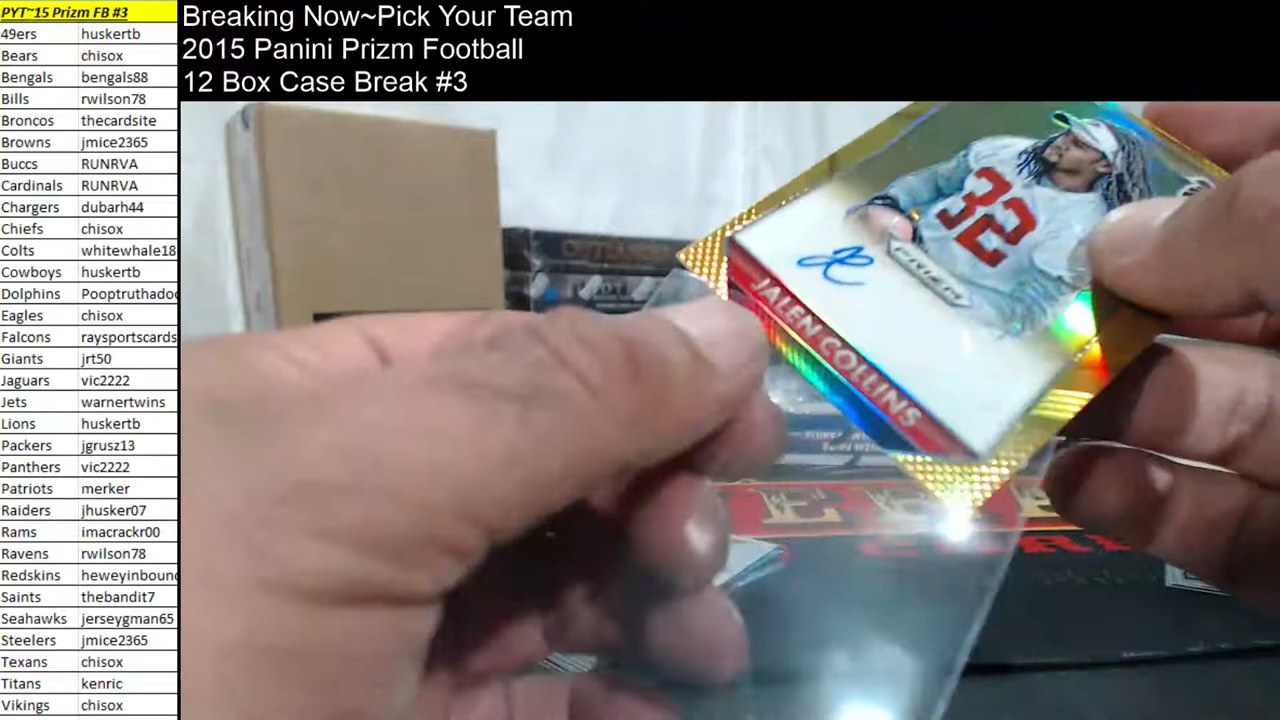 PYT~15 Prizm FB #3
49ers huskertb
Bears chisox
Bengals bengals88
Bills rwilson78
Broncos thecardsite
Browns jmice2365
Buccs RUNRVA
Cardinals RUNRVA
Chargers dubarh44
Chiefs chisox
Colts whitewhale18
Cowboys huskertb
Dolphins Pooptruthadoo
Eagles chisox
Falcons raysportscards
Giants jrt50
Jaguars vic2222
Jets warnertwins
Lions huskertb
Packers jgrusz13
Panthers vic2222
Patriots merker
Raiders jhusker07
Rams imacrackr00
Ravens rwilson78
Redskins heweyinbound
Saints thebandit7
Seahawks jerseygman65
Steelers jmice2365
Texans chisox
Titans kenric
Vikings chisox
Breaking Now~Pick Your Team
2015 Panini Prizm Football
12 Box Case Break #3
32
PRIZM
JALEN COLLINS